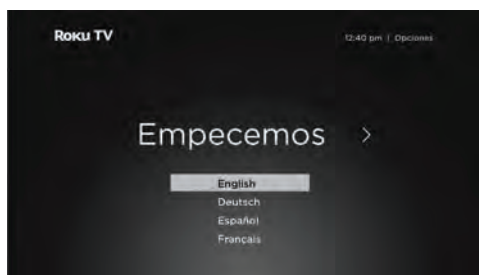 Roku TV
12:40 pm | Opciones
Empecemos >
English
Deutsch
Español
Français